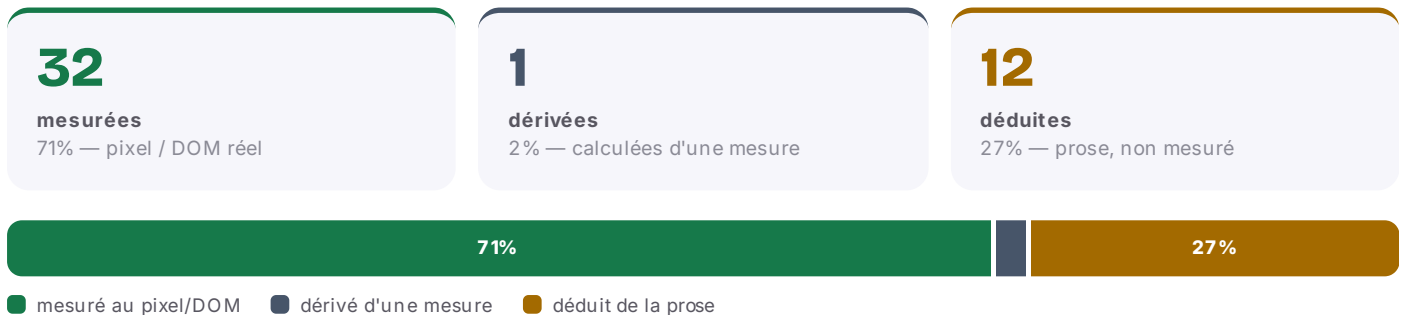 32
mesurées
71% — pixel / DOM réel
1
dérivées
2% — calculées d'une mesure
12
déduites
27% — prose, non mesuré
71%
27%
mesuré au pixel/DOM
dérivé d'une mesure
déduit de la prose